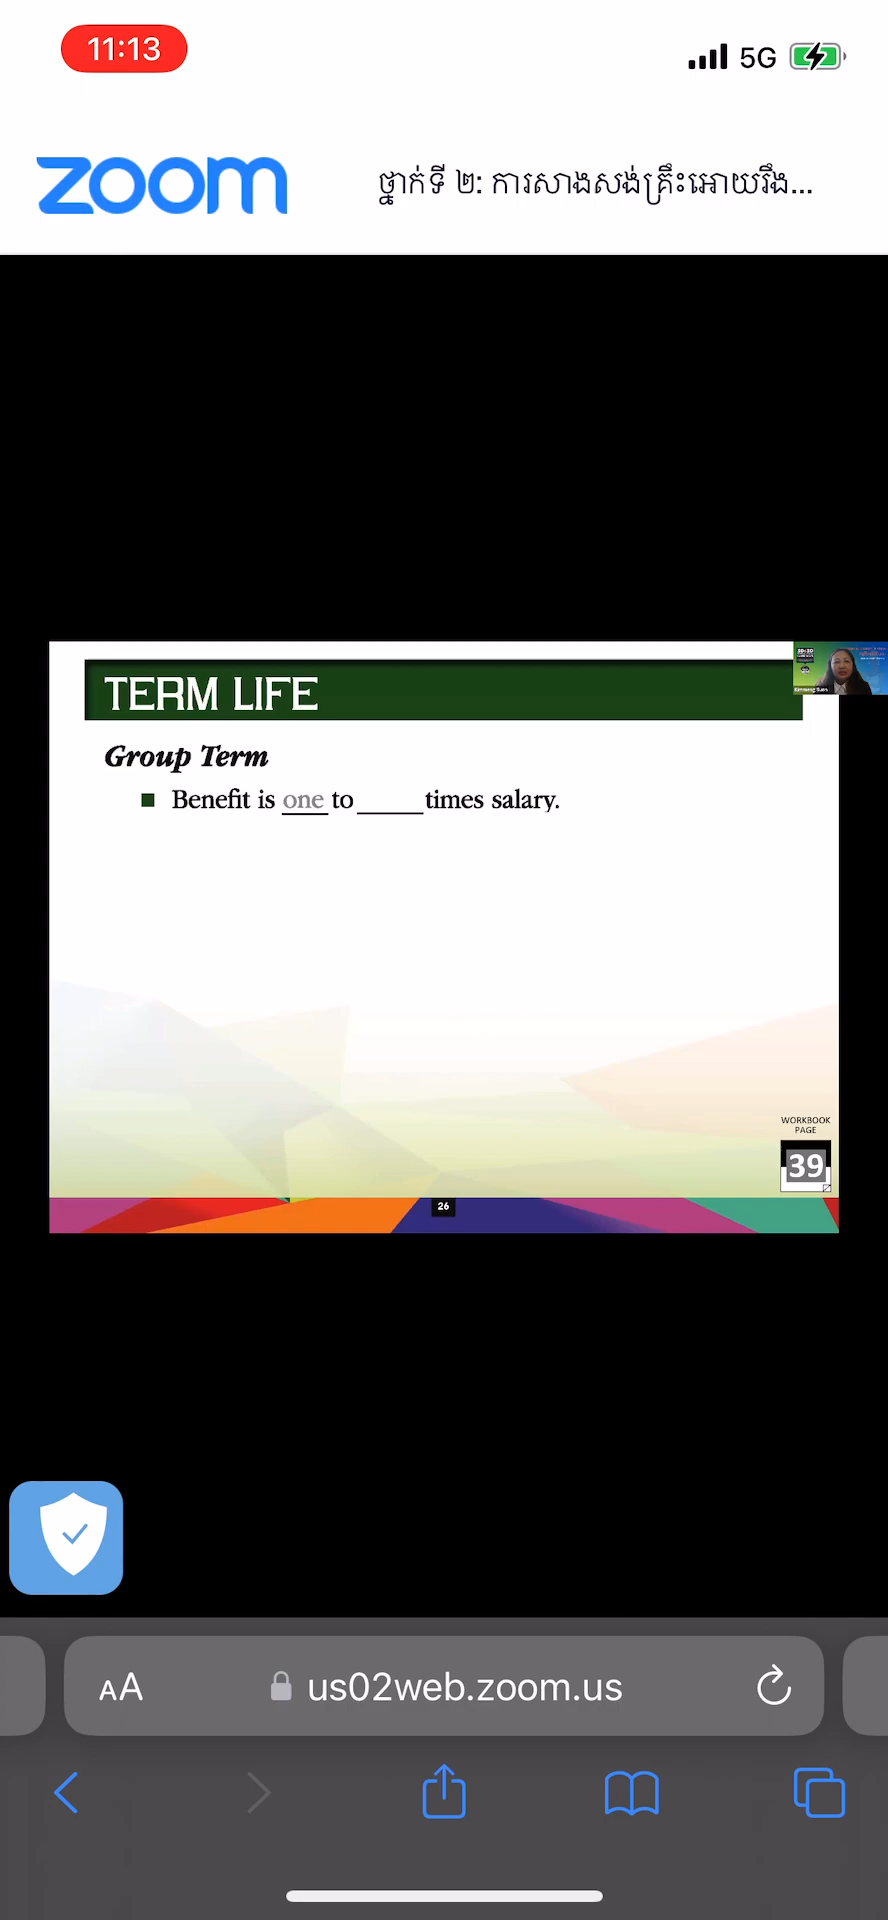 11:13
5G
zoom
ថ្នាក់ទី ២: ការសាងសង់គ្រឹះអោយរឹង...
TERM LIFE
Group Term
Benefit is one to _____ times salary.
WORKBOOK
PAGE
39
26
AA
us02web.zoom.us